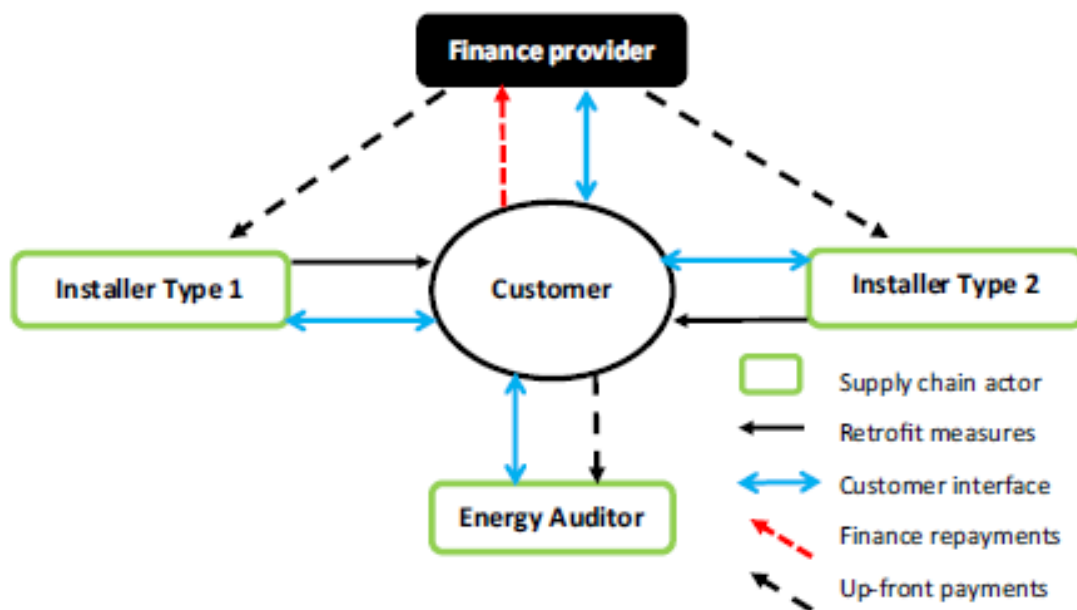 Finance provider
Installer Type 1
Customer
Installer Type 2
Supply chain actor
Retrofit measures
Customer interface
Energy Auditor
Finance repayments
Up-front payments